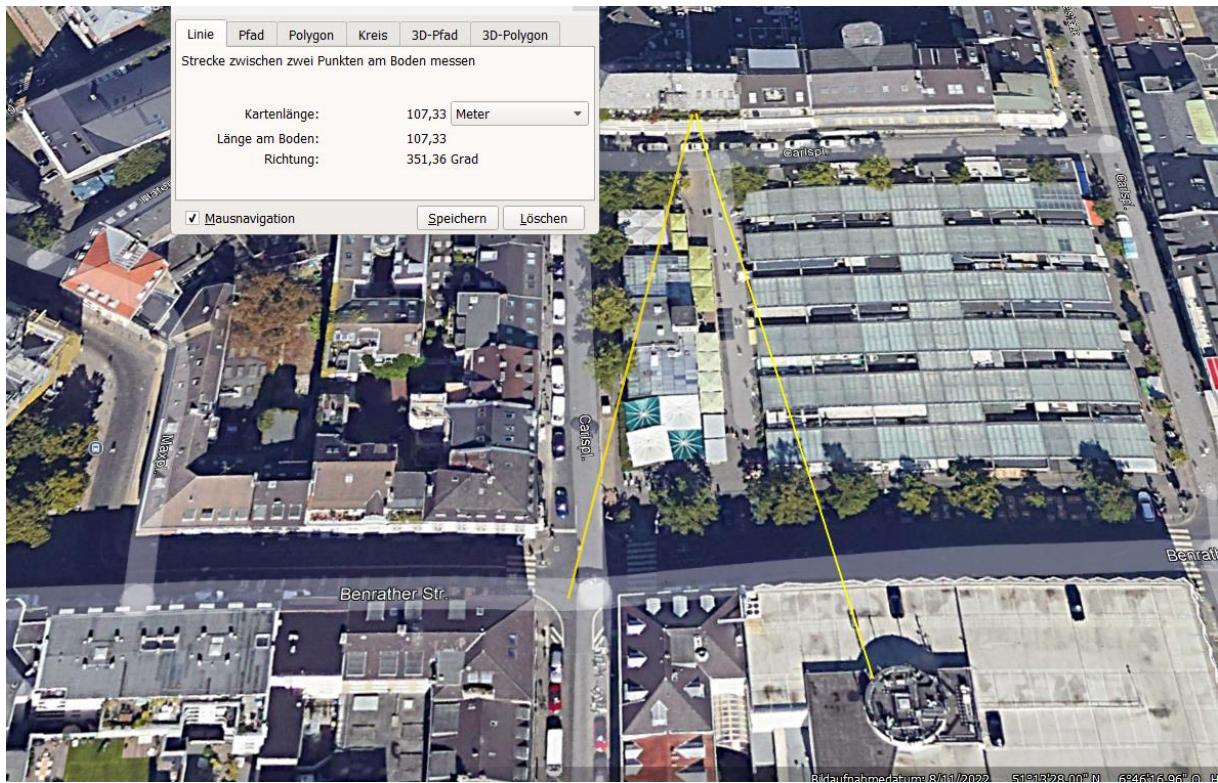 Linie Pfad Polygon Kreis 3D-Pfad 3D-Polygon
Strecke zwischen zwei Punkten am Boden messen
Kartenlänge: 107,33 Meter
Länge am Boden: 107,33
Richtung: 351,36 Grad
Mausnavigation Speichern Löschen
Carlspl.
Carlspl.
Carlspl.
Maxpl.
Benrather Str.
Bildaufnahmedatum: 8/11/2022 51°13'28.00" N 6°46'16.96" O